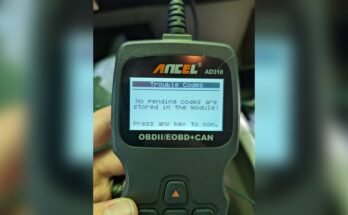 ANCEL
AD310
Trouble Codes
No pending codes are
stored in the module!
Press any key to con.
OBDII/EOBD+CAN